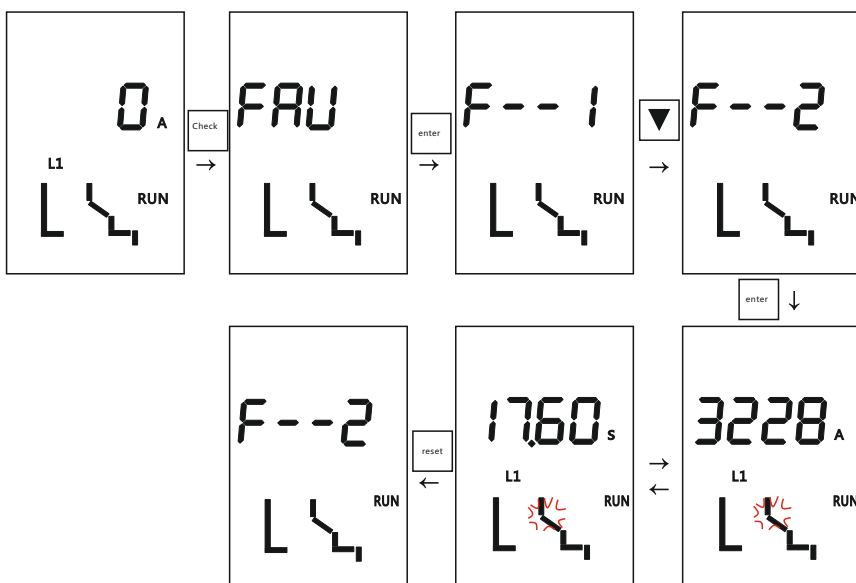 0 A
L1
RUN
Check
→
FAU
RUN
enter
→
F--1
RUN
▼
→
F--2
RUN
enter ↓
3228 A
L1
RUN
→
←
17.60 s
L1
RUN
reset
←
F--2
RUN